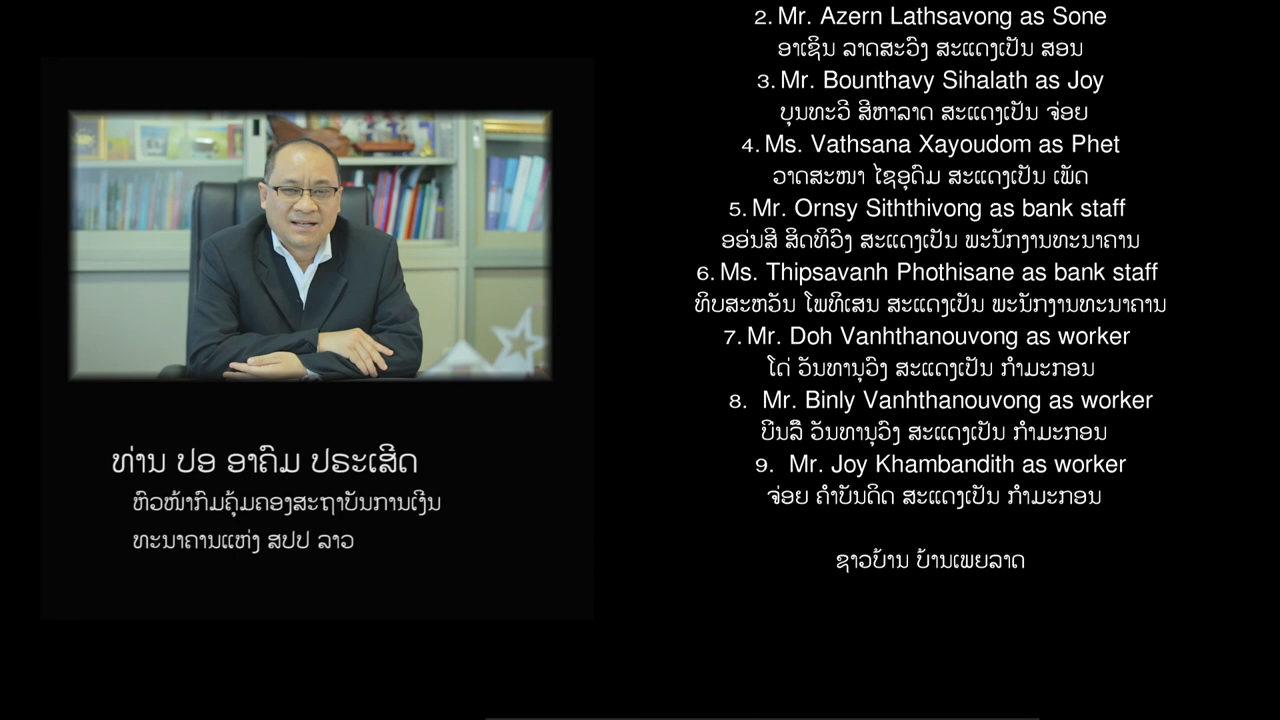 ທ່ານ ປອ ອາຄົມ ປຣະເສີດ
ຫົວໜ້າກົມຄຸ້ມຄອງສະຖາບັນການເງິນ
ທະນາຄານແຫ່ງ ສປປ ລາວ
2. Mr. Azern Lathsavong as Sone
ອາເຊິນ ລາດສະວົງ ສະແດງເປັນ ສອນ
3. Mr. Bounthavy Sihalath as Joy
ບຸນທະວີ ສີຫາລາດ ສະແດງເປັນ ຈ່ອຍ
4. Ms. Vathsana Xayoudom as Phet
ວາດສະໜາ ໄຊອຸດົມ ສະແດງເປັນ ເພັດ
5. Mr. Ornsy Siththivong as bank staff
ອອ່ນສີ ສິດທິວົງ ສະແດງເປັນ ພະນັກງານທະນາຄານ
6. Ms. Thipsavanh Phothisane as bank staff
ທິບສະຫວັນ ໂພທິເສນ ສະແດງເປັນ ພະນັກງານທະນາຄານ
7. Mr. Doh Vanhthanouvong as worker
ໂດ່ ວັນທານຸວົງ ສະແດງເປັນ ກຳມະກອນ
8. Mr. Binly Vanhthanouvong as worker
ບິນລີ ວັນທານຸວົງ ສະແດງເປັນ ກຳມະກອນ
9. Mr. Joy Khambandith as worker
ຈ່ອຍ ຄຳບັນດິດ ສະແດງເປັນ ກຳມະກອນ
ຊາວບ້ານ ບ້ານເພຍລາດ